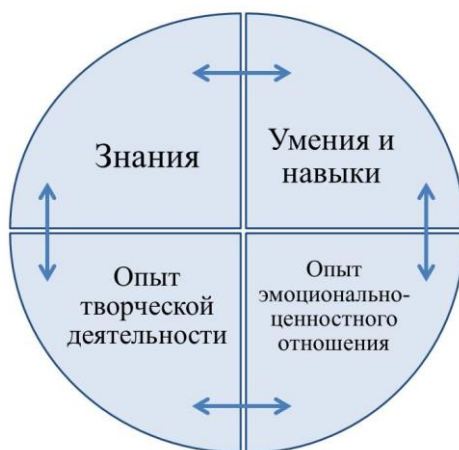 Знания
Умения и
навыки
Опыт
творческой
деятельности
Опыт
эмоционально-
ценностного
отношения